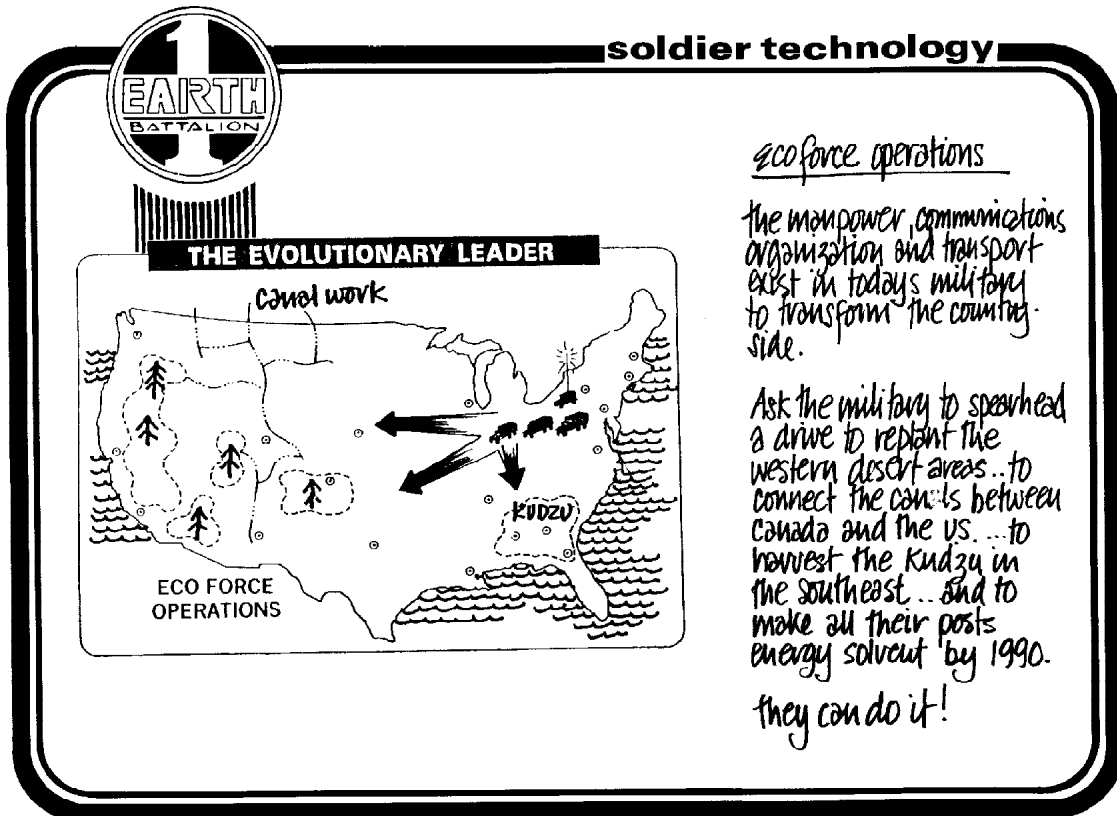 soldier technology
1
EARTH
BATTALION
THE EVOLUTIONARY LEADER
canal work
KUDZU
ECO FORCE
OPERATIONS
eco force operations
the manpower, communications
organization and transport
exist in todays military
to transform the country-
side.
Ask the military to spearhead
a drive to replant the
western desert areas..to
connect the canals between
Canada and the US....to
harvest the Kudzu in
the southeast...and to
make all their posts
energy solvent by 1990.
they can do it!